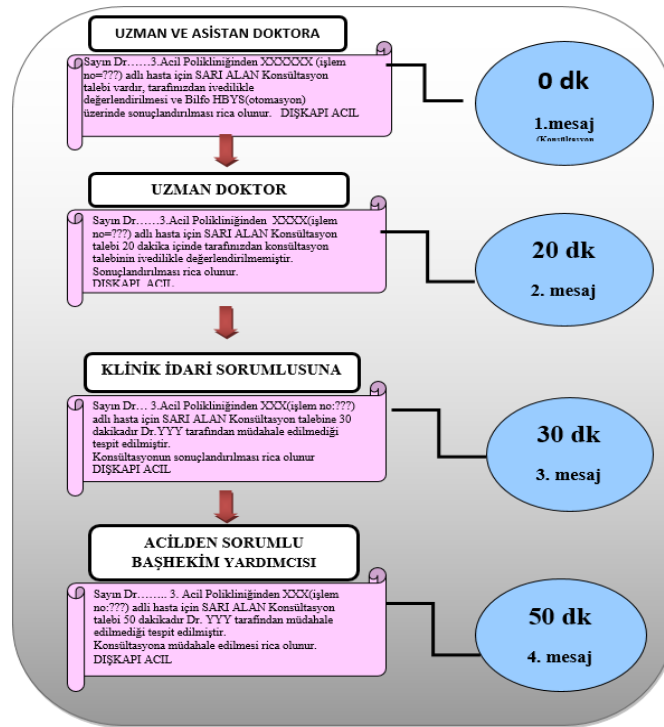 UZMAN VE ASİSTAN DOKTORA
Sayın Dr……3.Acil Polikliniğinden XXXXXX (işlem
no=???) adlı hasta için SARI ALAN Konsültasyon
talebi vardır, tarafınızdan ivedilikle
değerlendirilmesi ve Bilfo HBYS(otomasyon)
üzerinde sonuçlandırılması rica olunur. DIŞKAPI ACIL
0 dk
1.mesaj
(Konsültasyon
UZMAN DOKTOR
Sayın Dr……3.Acil Polikliniğinden XXXX(işlem
no=???) adlı hasta için SARI ALAN Konsültasyon
talebi 20 dakika içinde tarafınızdan konsültasyon
talebinin ivedilikle değerlendirilmemiştir.
Sonuçlandırılması rica olunur.
DIŞKAPI ACIL
20 dk
2. mesaj
KLİNİK İDARİ SORUMLUSUNA
Sayın Dr… 3.Acil Polikliniğinden XXX(işlem no:???)
adlı hasta için SARI ALAN Konsültasyon talebine 30
dakikadır Dr.YYY tarafından müdahale edilmediği
tespit edilmiştir.
Konsültasyonun sonuçlandırılması rica olunur
DIŞKAPI ACIL
30 dk
3. mesaj
ACİLDEN SORUMLU
BAŞHEKİM YARDIMCISI
Sayın Dr…….. 3. Acil Polikliniğinden XXX(işlem
no:???) adli hasta için SARI ALAN Konsültasyon
talebi 50 dakikadır Dr. YYY tarafından müdahale
edilmediği tespit edilmiştir.
Konsültasyona müdahale edilmesi rica olunur.
DIŞKAPI ACIL
50 dk
4. mesaj